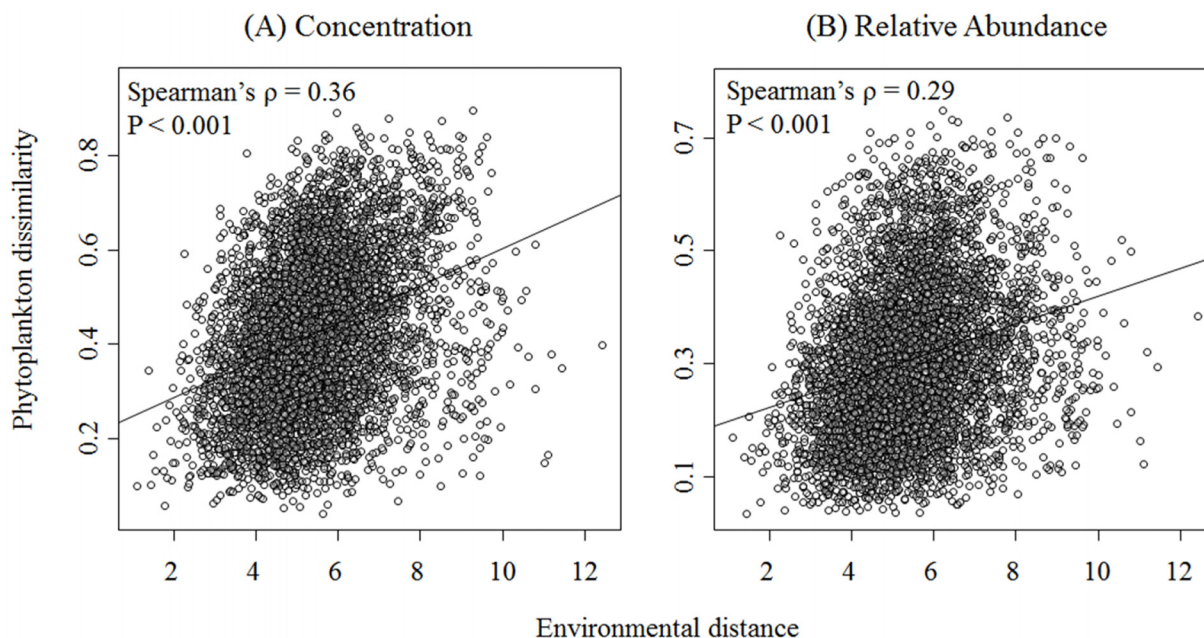 (A) Concentration
(B) Relative Abundance
Spearman's ρ = 0.36
P < 0.001
Spearman's ρ = 0.29
P < 0.001
Phytoplankton dissimilarity
0.8
0.6
0.4
0.2
0.7
0.5
0.3
0.1
2 4 6 8 10 12
2 4 6 8 10 12
Environmental distance